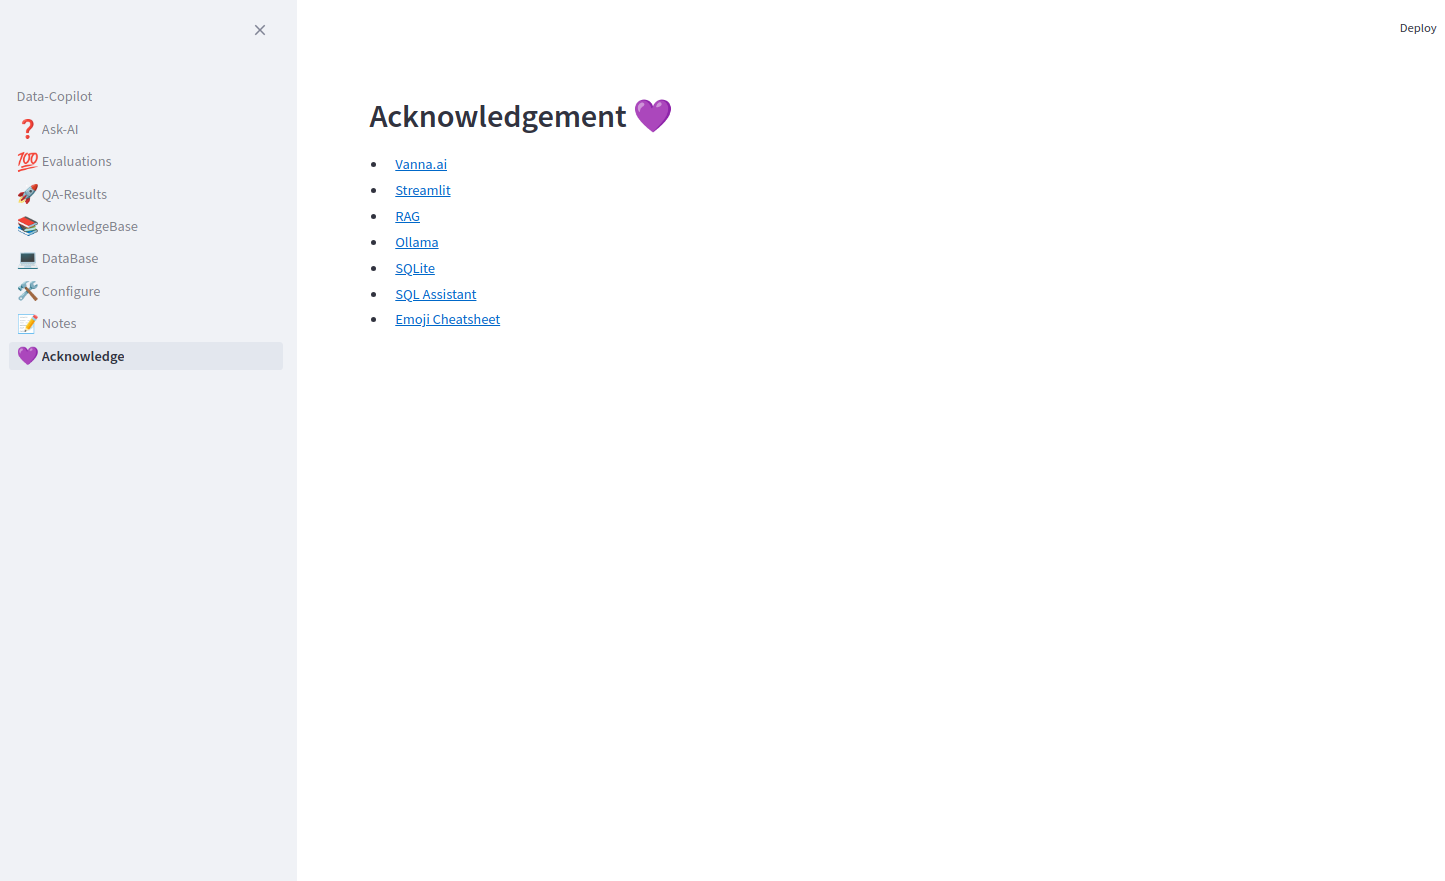 Deploy
Data-Copilot
❓ Ask-AI
💯 Evaluations
🚀 QA-Results
📚 KnowledgeBase
💻 DataBase
🛠️ Configure
📝 Notes
💜 Acknowledge
Acknowledgement 💜
• Vanna.ai
• Streamlit
• RAG
• Ollama
• SQLite
• SQL Assistant
• Emoji Cheatsheet